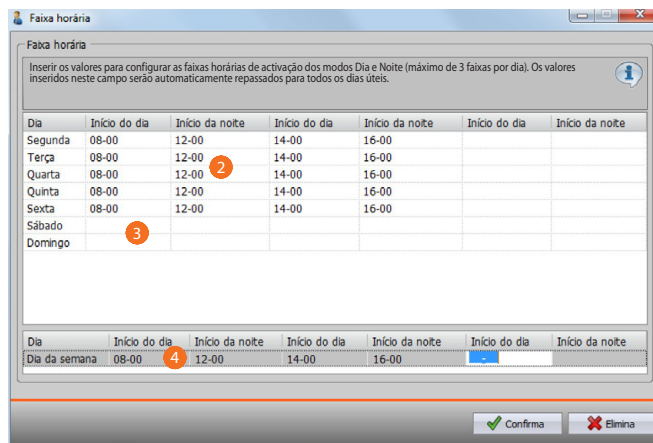 Faixa horária
Faixa horária
Inserir os valores para configurar as faixas horárias de activação dos modos Dia e Noite (máximo de 3 faixas por dia). Os valores
inseridos neste campo serão automaticamente repassados para todos os dias úteis.
Dia Início do dia Início da noite Início do dia Início da noite Início do dia Início da noite
Segunda 08-00 12-00 14-00 16-00
Terça 08-00 12-00 14-00 16-00
Quarta 08-00 12-00 2 14-00 16-00
Quinta 08-00 12-00 14-00 16-00
Sexta 08-00 12-00 14-00 16-00
Sábado
3
Domingo
Dia Início do dia Início da noite Início do dia Início da noite Início do dia Início da noite
Dia da semana 08-00 4 12-00 14-00 16-00 -
Confirma Elimina